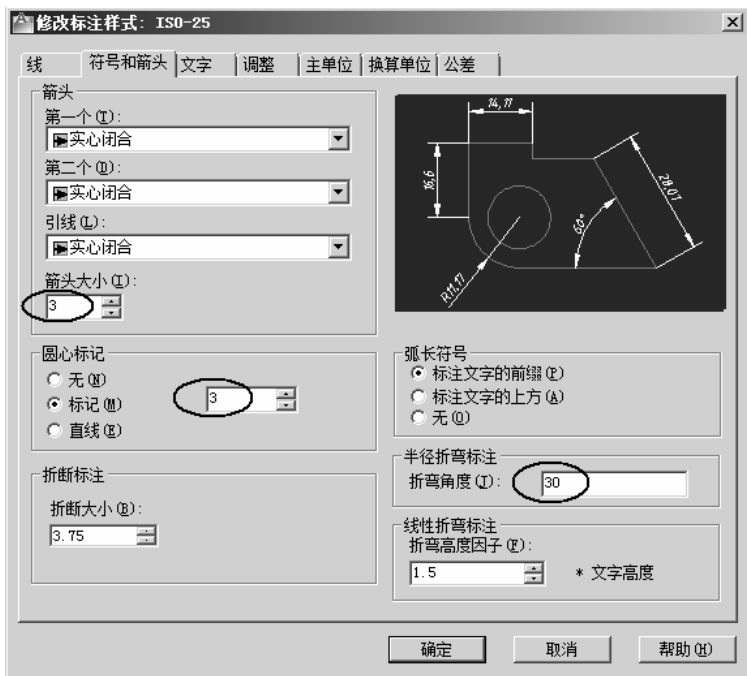 修改标注样式: ISO-25
线 符号和箭头 文字 调整 主单位 换算单位 公差
箭头
第一个(T):
实心闭合
第二个(D):
实心闭合
引线(L):
实心闭合
箭头大小(I):
3
圆心标记
无(N)
标记(M)
直线(E)
3
折断标注
折断大小(B):
3.75
14,11
16,6
28,07
60°
R11,17
弧长符号
标注文字的前缀(P)
标注文字的上方(A)
无(O)
半径折弯标注
折弯角度(J):
30
线性折弯标注
折弯高度因子(F):
1.5
* 文字高度
确定 取消 帮助(H)